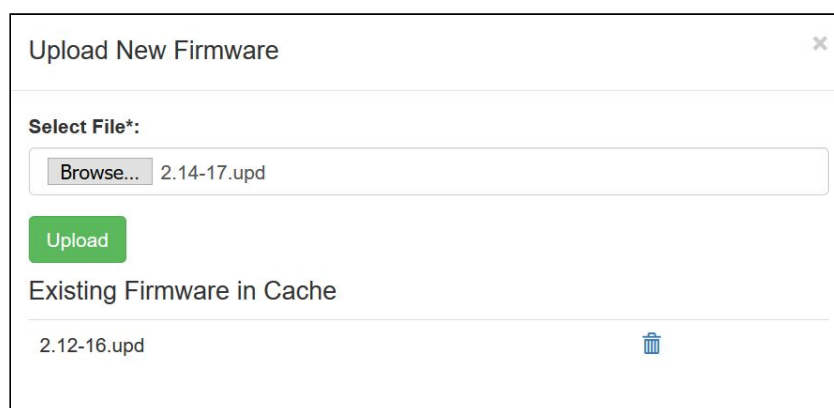 Upload New Firmware ×
Select File*:
Browse... 2.14-17.upd
Upload
Existing Firmware in Cache
2.12-16.upd